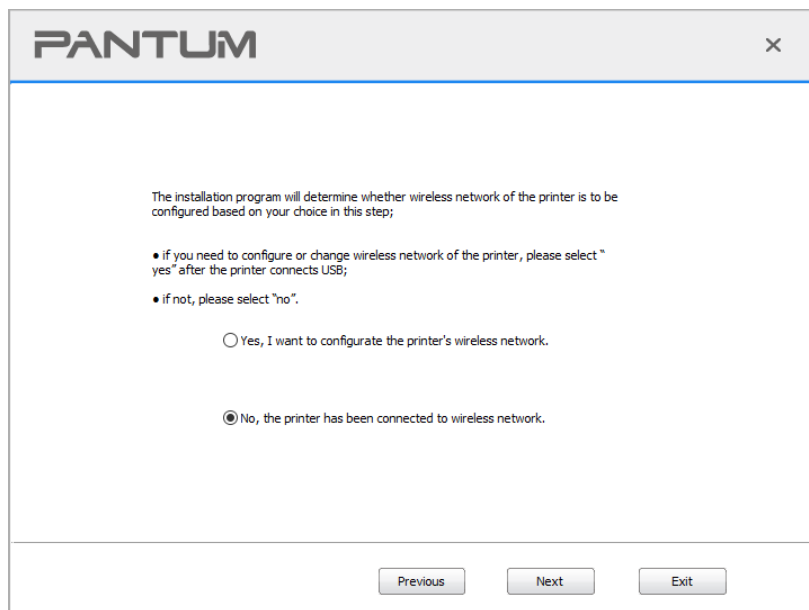 PANTUM
The installation program will determine whether wireless network of the printer is to be
configured based on your choice in this step;
● if you need to configure or change wireless network of the printer, please select “
yes” after the printer connects USB;
● if not, please select “no”.
Yes, I want to configurate the printer's wireless network.
No, the printer has been connected to wireless network.
Previous Next Exit